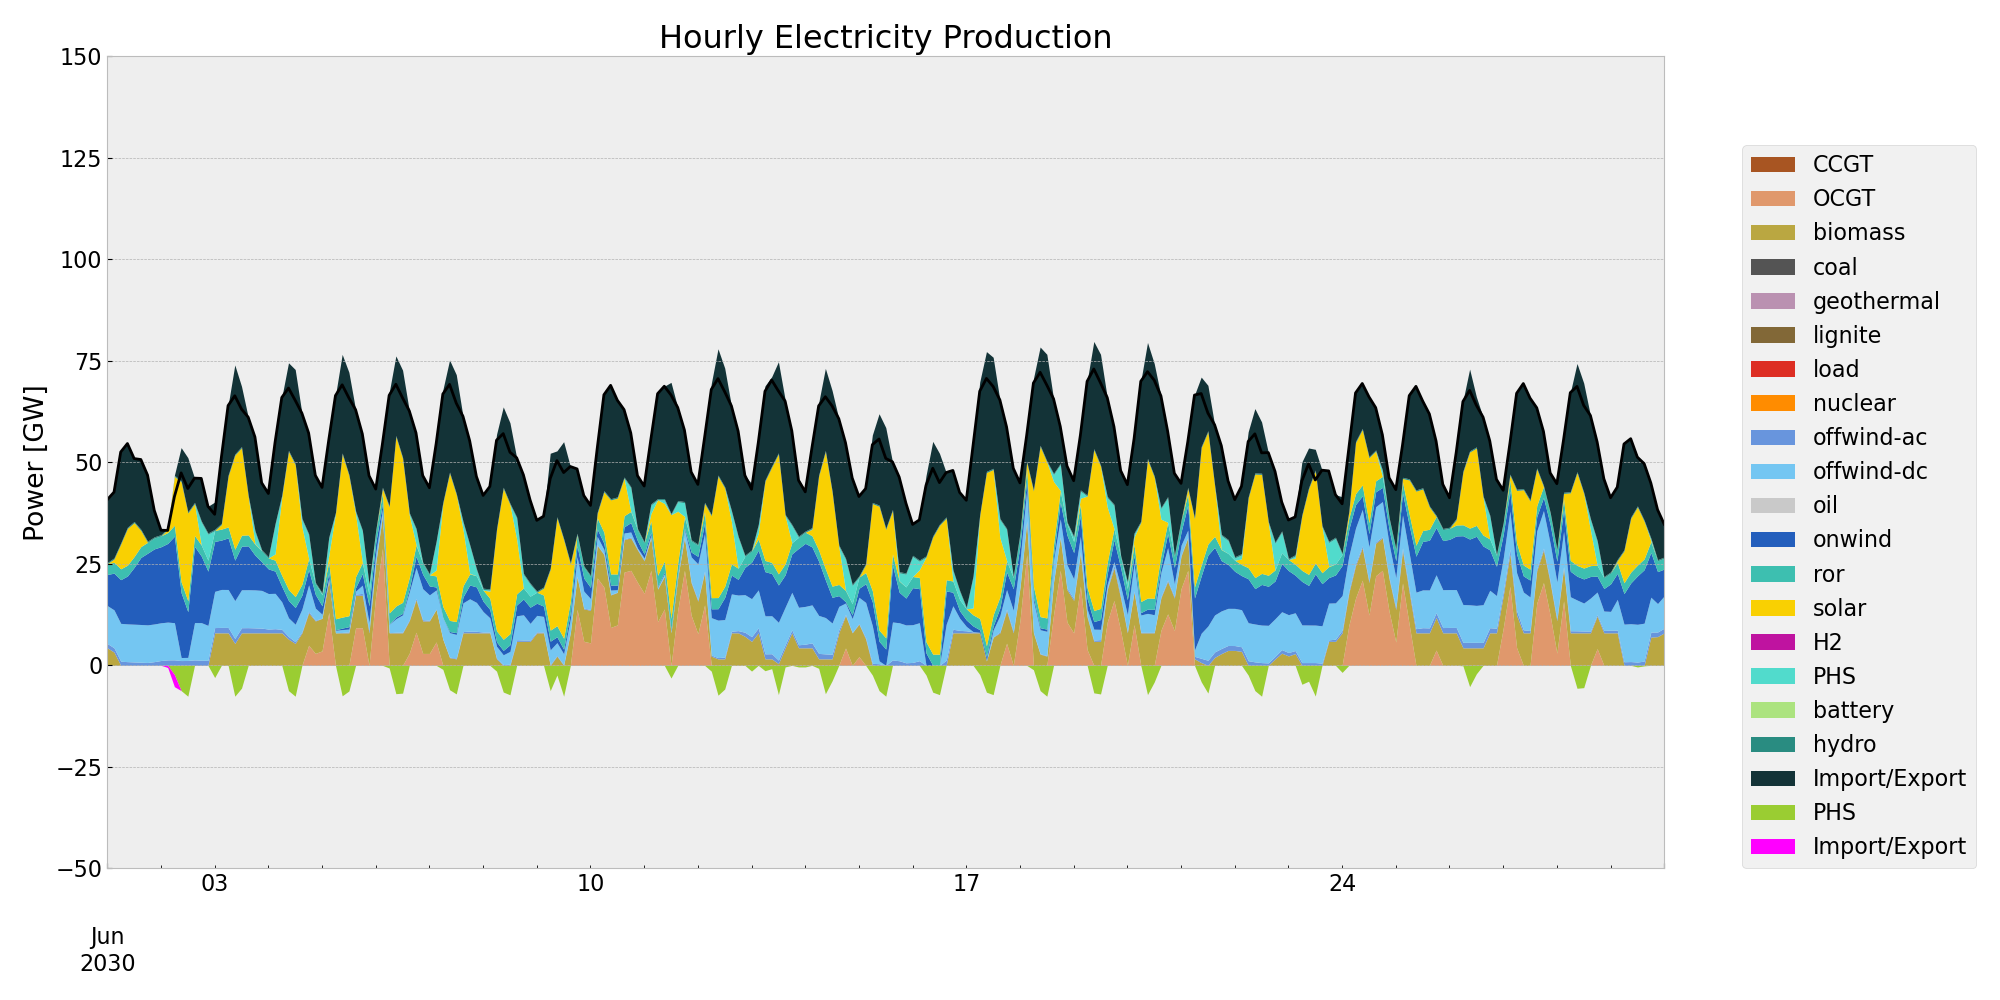 Hourly Electricity Production
Power [GW]
150
125
100
75
50
25
0
−25
−50
03
10
17
24
Jun
2030
CCGT
OCGT
biomass
coal
geothermal
lignite
load
nuclear
offwind-ac
offwind-dc
oil
onwind
ror
solar
H2
PHS
battery
hydro
Import/Export
PHS
Import/Export